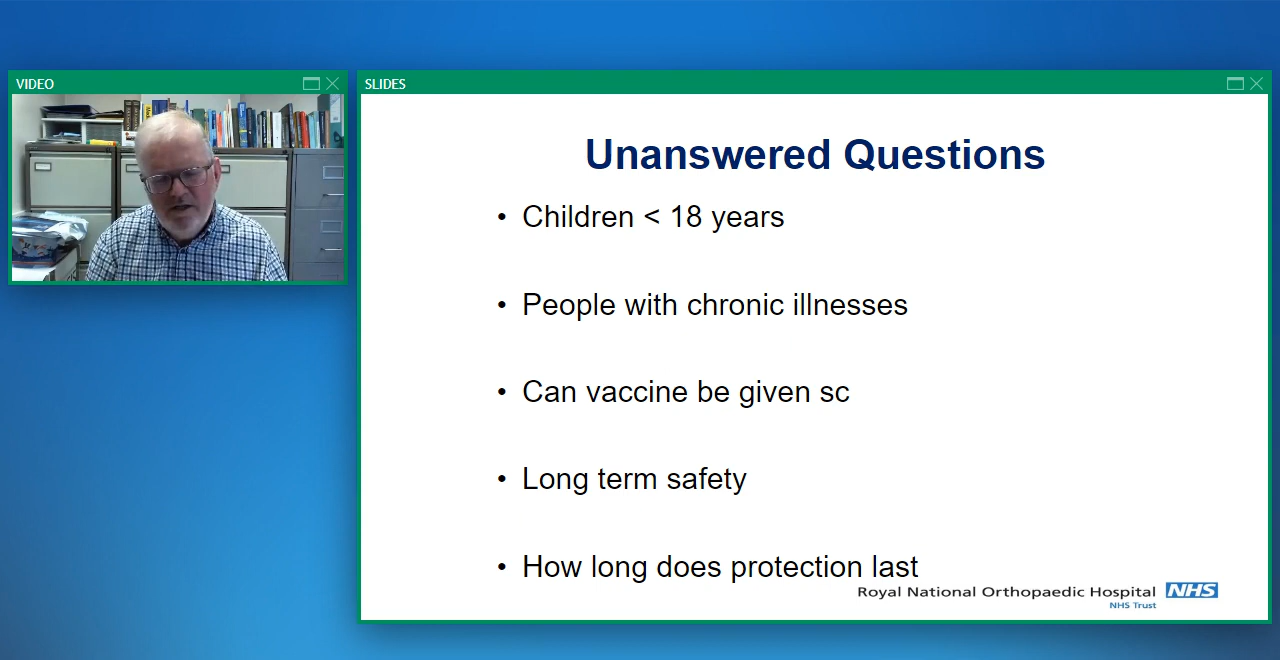 VIDEO
SLIDES
Unanswered Questions
• Children < 18 years
• People with chronic illnesses
• Can vaccine be given sc
• Long term safety
• How long does protection last
Royal National Orthopaedic Hospital NHS
NHS Trust